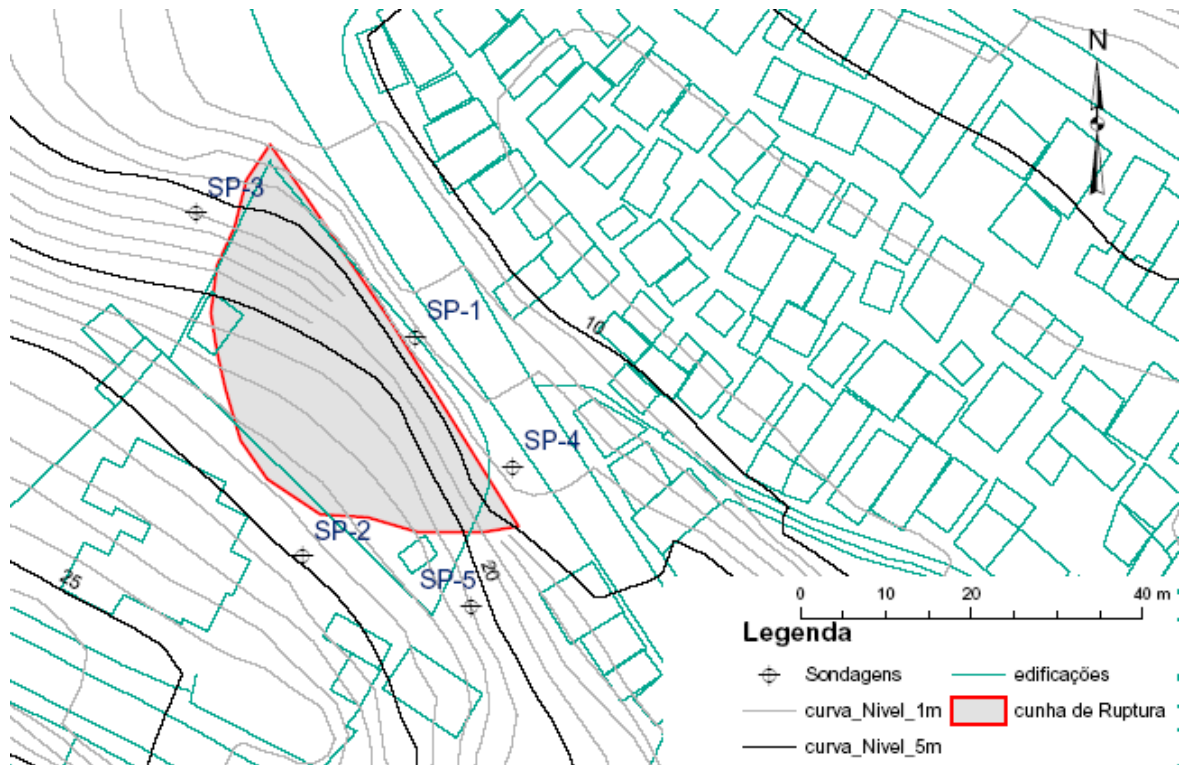 N
SP-3
SP-1
10
SP-4
SP-2
SP-5
20
25
0 10 20 40 m
Legenda
Sondagens
edificações
curva_Nivel_1m
cunha de Ruptura
curva_Nivel_5m